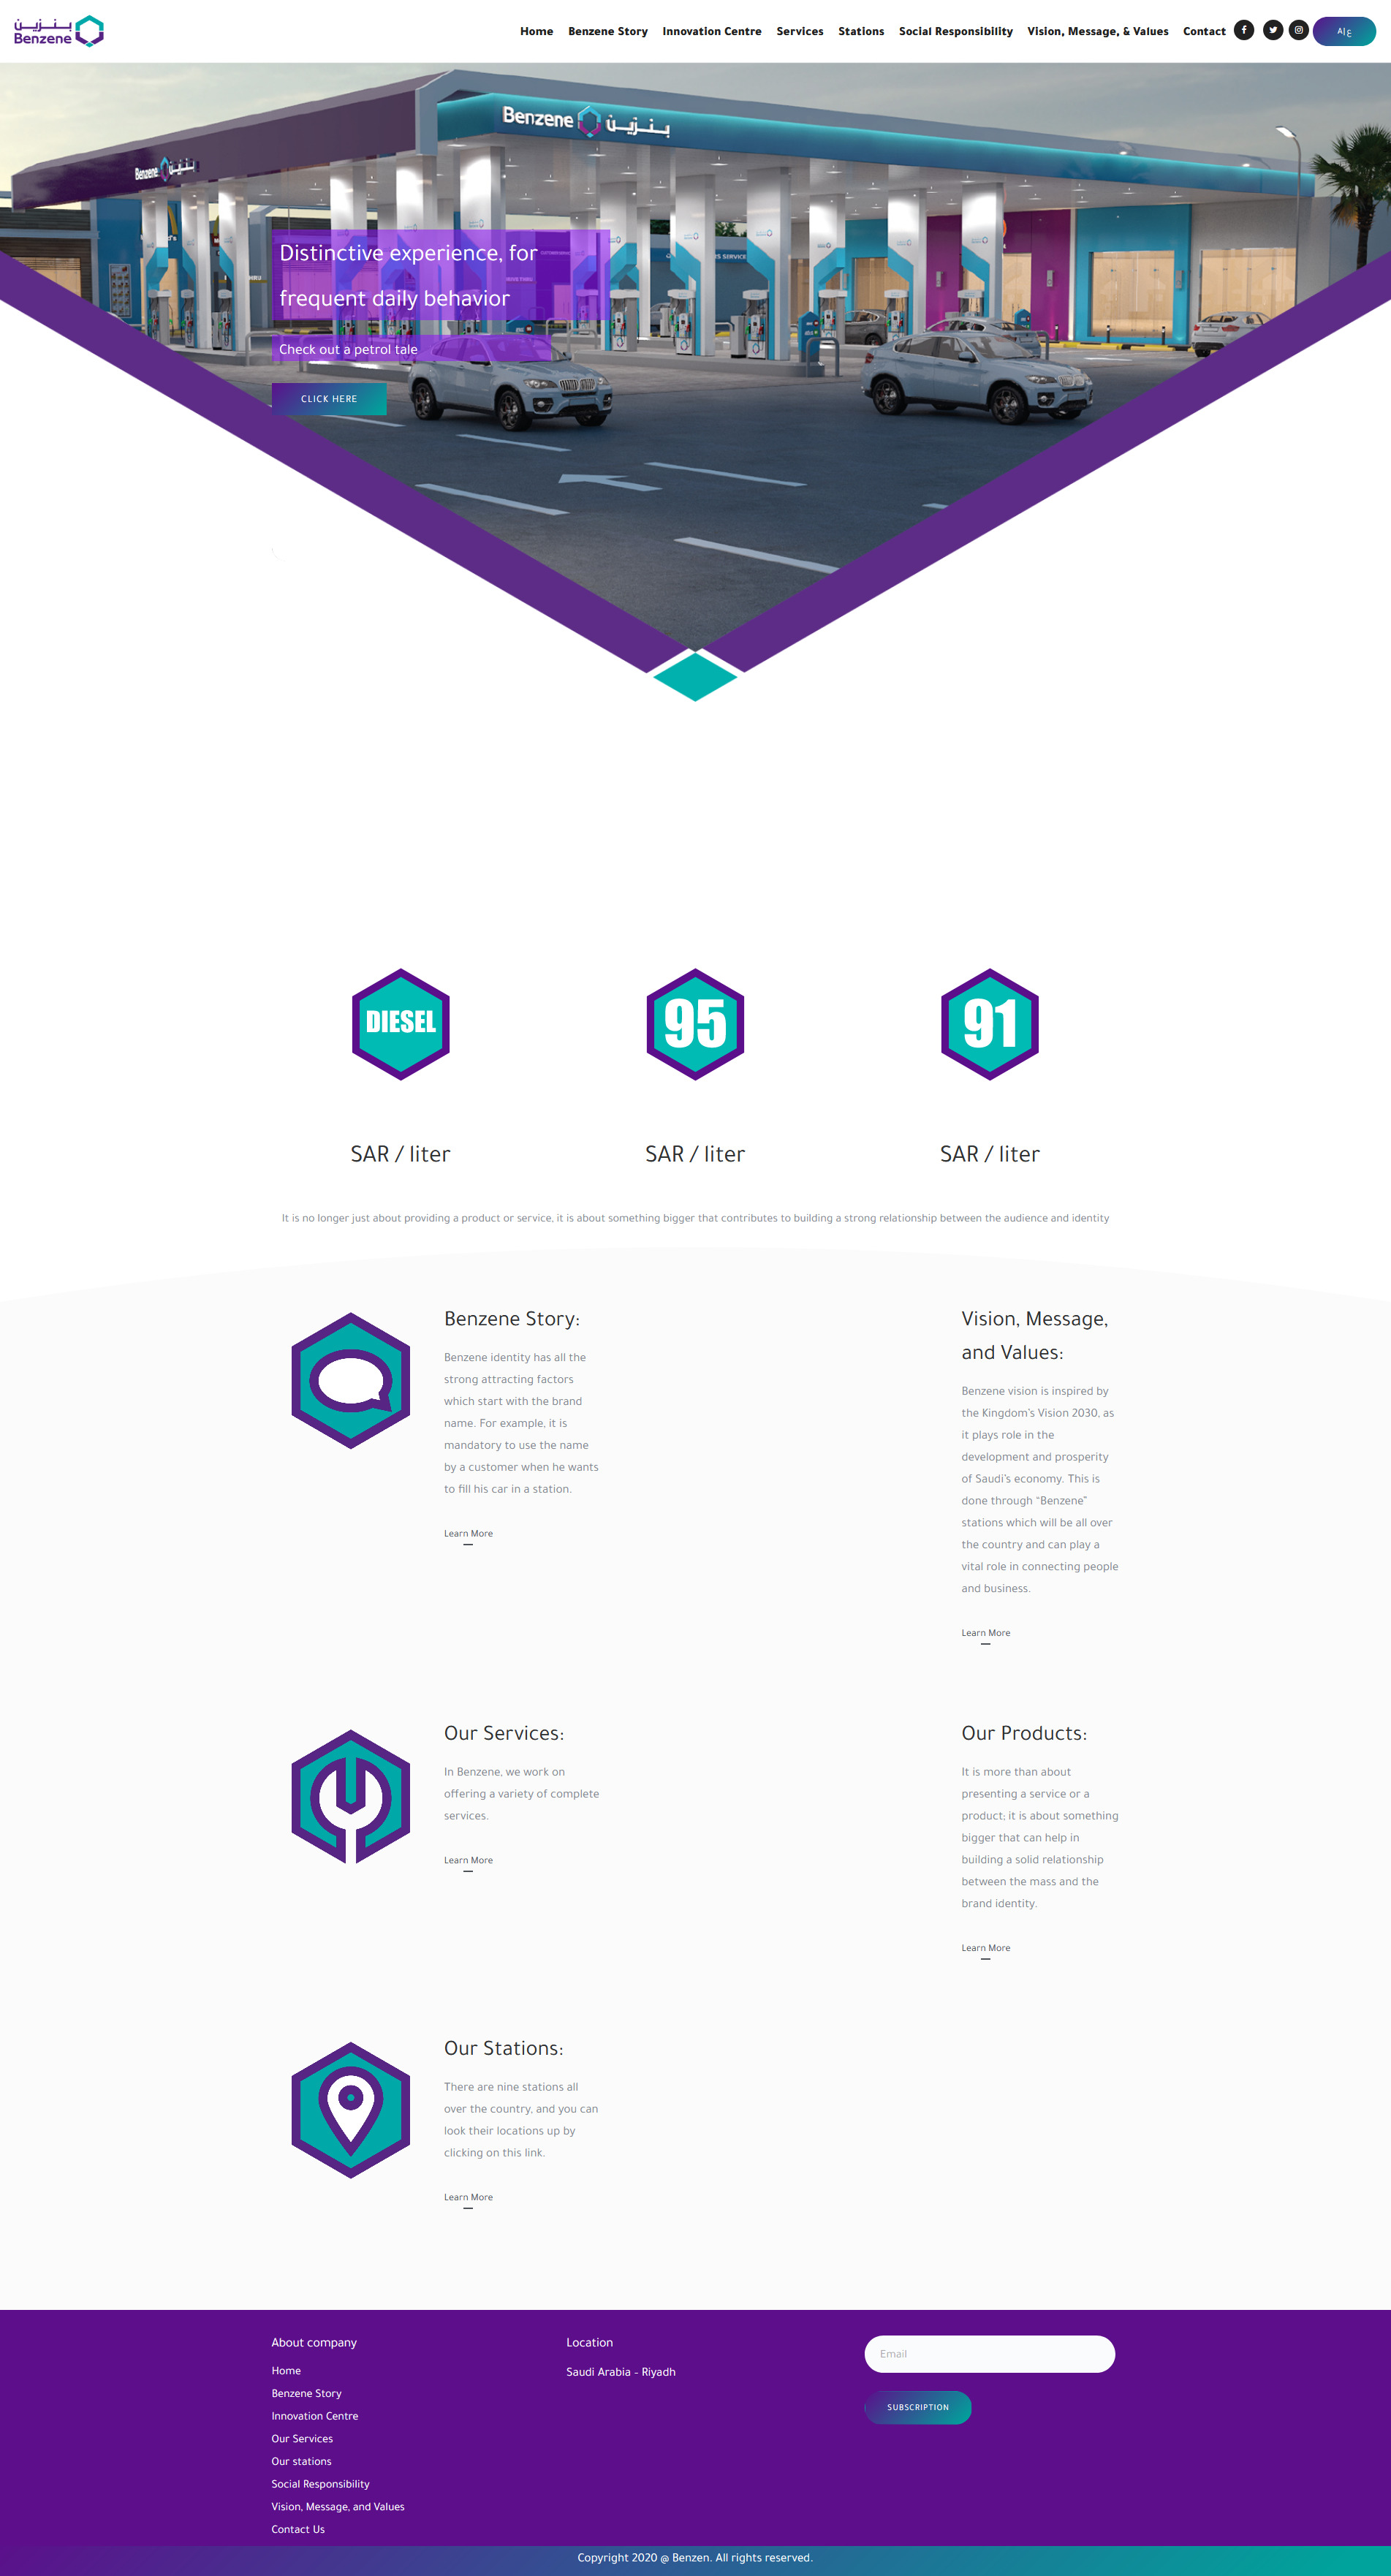 بنزين
Benzene
Home Benzene Story Innovation Centre Services Stations Social Responsibility Vision, Message, & Values Contact
ع|A
Benzene بنزين
Benzene بنزين
Distinctive experience, for
frequent daily behavior
Check out a petrol tale
CLICK HERE
DIESEL
95
91
SAR / liter
SAR / liter
SAR / liter
It is no longer just about providing a product or service, it is about something bigger that contributes to building a strong relationship between the audience and identity
Benzene Story:
Benzene identity has all the
strong attracting factors
which start with the brand
name. For example, it is
mandatory to use the name
by a customer when he wants
to fill his car in a station.
Learn More
Vision, Message,
and Values:
Benzene vision is inspired by
the Kingdom's Vision 2030, as
it plays role in the
development and prosperity
of Saudi's economy. This is
done through "Benzene"
stations which will be all over
the country and can play a
vital role in connecting people
and business.
Learn More
Our Services:
In Benzene, we work on
offering a variety of complete
services.
Learn More
Our Products:
It is more than about
presenting a service or a
product; it is about something
bigger that can help in
building a solid relationship
between the mass and the
brand identity.
Learn More
Our Stations:
There are nine stations all
over the country, and you can
look their locations up by
clicking on this link.
Learn More
About company
Home
Benzene Story
Innovation Centre
Our Services
Our stations
Social Responsibility
Vision, Message, and Values
Contact Us
Location
Saudi Arabia - Riyadh
Email
SUBSCRIPTION
Copyright 2020 @ Benzen. All rights reserved.